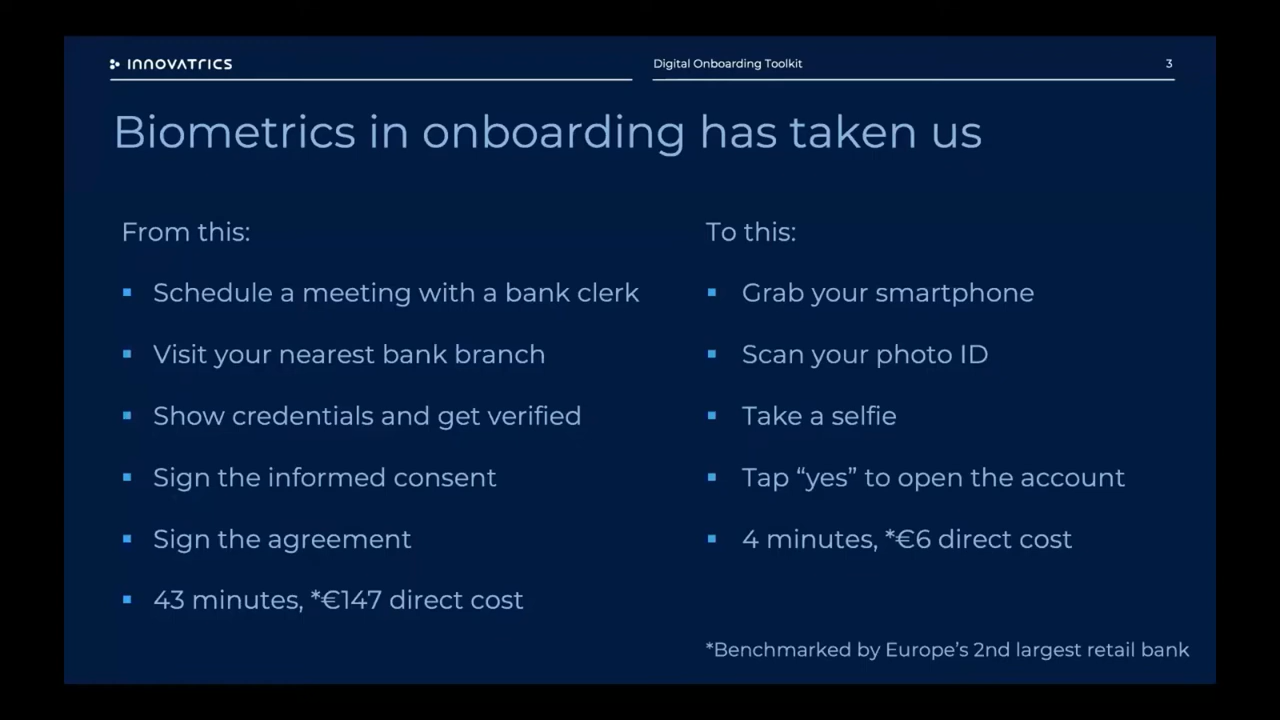 INNOVATRICS
Digital Onboarding Toolkit
3
Biometrics in onboarding has taken us
From this:
▪ Schedule a meeting with a bank clerk
▪ Visit your nearest bank branch
▪ Show credentials and get verified
▪ Sign the informed consent
▪ Sign the agreement
▪ 43 minutes, *€147 direct cost
To this:
▪ Grab your smartphone
▪ Scan your photo ID
▪ Take a selfie
▪ Tap “yes” to open the account
▪ 4 minutes, *€6 direct cost
*Benchmarked by Europe’s 2nd largest retail bank